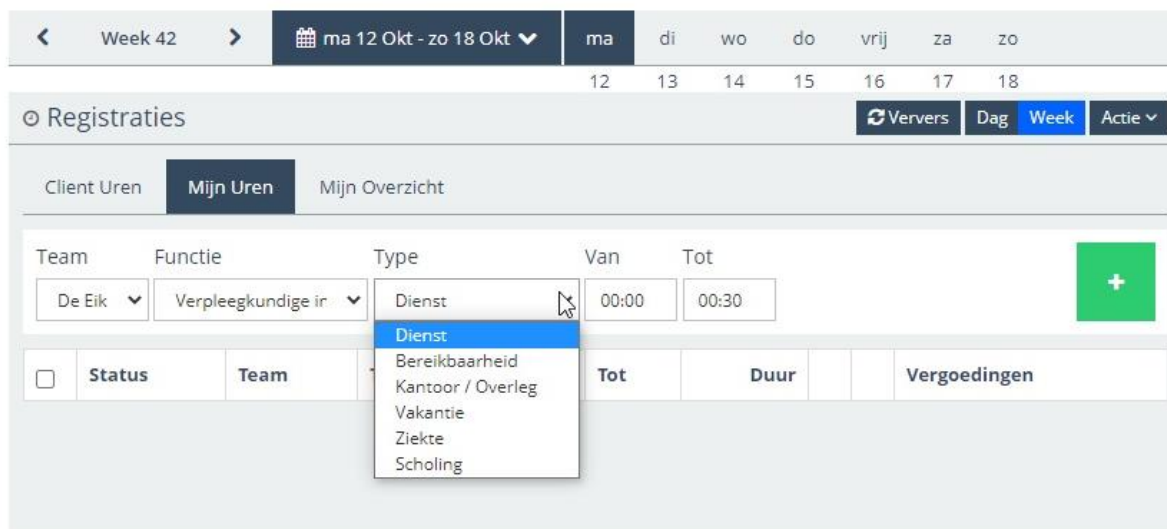 Week 42 ma 12 Okt - zo 18 Okt ma di wo do vrij za zo
12 13 14 15 16 17 18
Registraties Ververs Dag Week Actie
Client Uren Mijn Uren Mijn Overzicht
Team Functie Type Van Tot
De Eik Verpleegkundige ir Dienst 00:00 00:30 +
Dienst
Bereikbaarheid
Kantoor / Overleg
Vakantie
Ziekte
Scholing
Status Team Tot Duur Vergoedingen